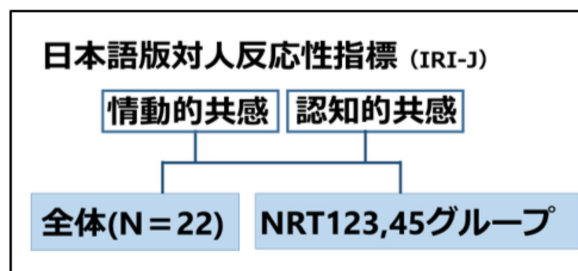 日本語版対人反応性指標（IRI-J）
情動的共感 認知的共感
全体(N＝22) NRT123,45グループ